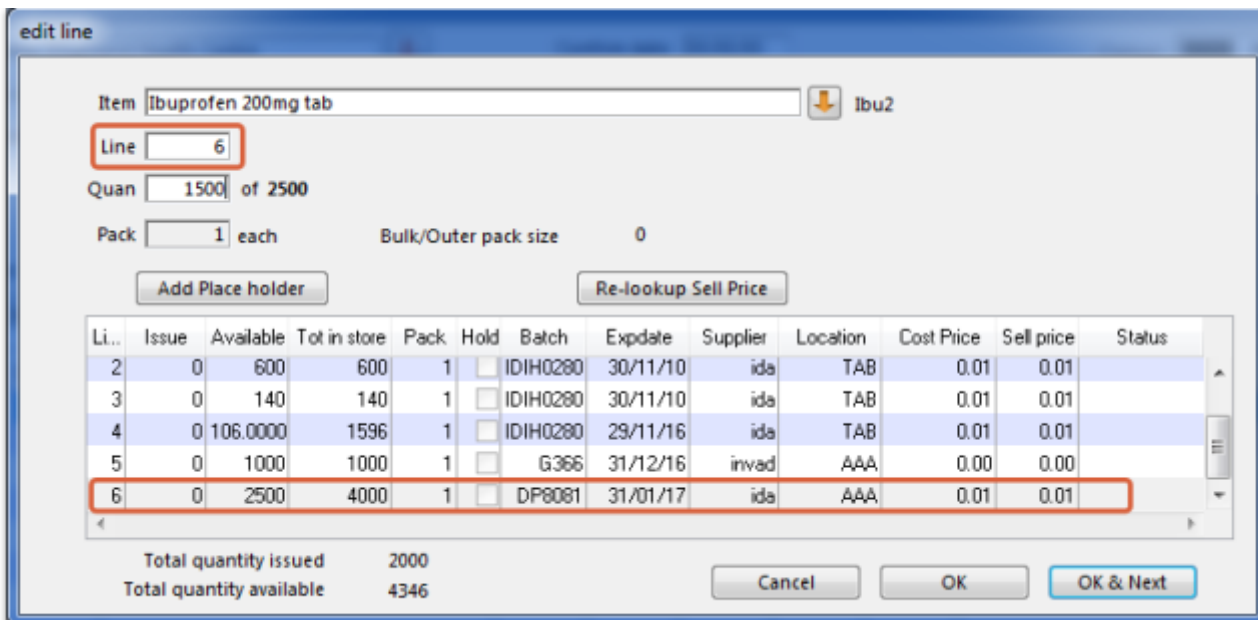 edit line
Item Ibuprofen 200mg tab Ibu2
Line 6
Quan 1500 of 2500
Pack 1 each Bulk/Outer pack size 0
Add Place holder Re-lookup Sell Price
Li... Issue Available Tot in store Pack Hold Batch Expdate Supplier Location Cost Price Sell price Status
2 0 600 600 1 IDIH0280 30/11/10 ida TAB 0.01 0.01
3 0 140 140 1 IDIH0280 30/11/10 ida TAB 0.01 0.01
4 0 106.0000 1596 1 IDIH0280 29/11/16 ida TAB 0.01 0.01
5 0 1000 1000 1 G366 31/12/16 invad AAA 0.00 0.00
6 0 2500 4000 1 DP8081 31/01/17 ida AAA 0.01 0.01
Total quantity issued 2000
Total quantity available 4346
Cancel OK OK & Next